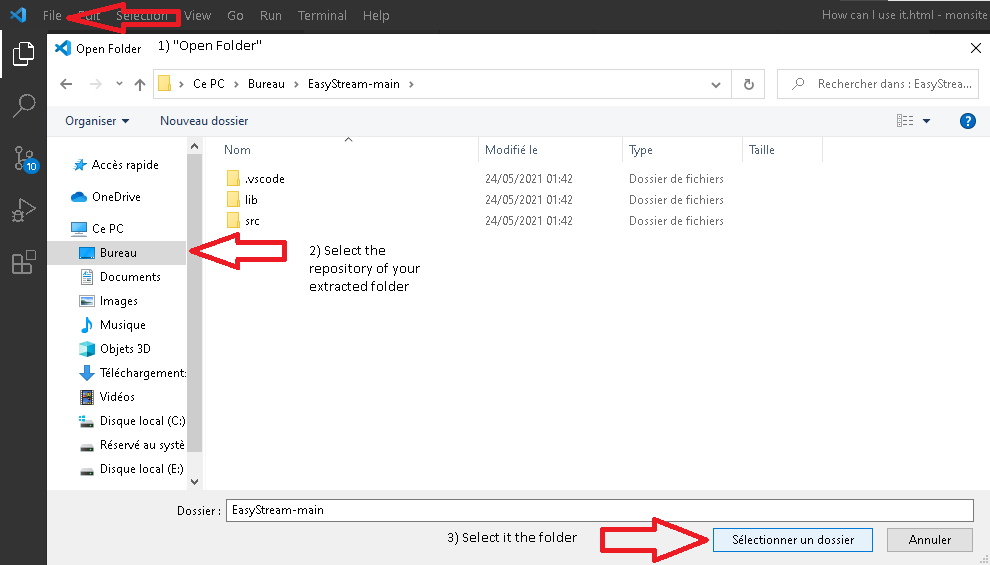 File Edit Selection View Go Run Terminal Help How can I use it.html - monsite
Open Folder 1) "Open Folder"
Ce PC Bureau EasyStream-main Rechercher dans : EasyStrea...
Organiser Nouveau dossier ?
Nom Modifié le Type Taille
Accès rapide
OneDrive
Ce PC
Bureau
Documents
Images
Musique
Objets 3D
Téléchargements
Vidéos
Disque local (C:)
Réservé au systè
Disque local (E:)
10
.vscode 24/05/2021 01:42 Dossier de fichiers
lib 24/05/2021 01:42 Dossier de fichiers
src 24/05/2021 01:42 Dossier de fichiers
2) Select the
repository of your
extracted folder
Dossier : EasyStream-main
3) Select it the folder Sélectionner un dossier Annuler